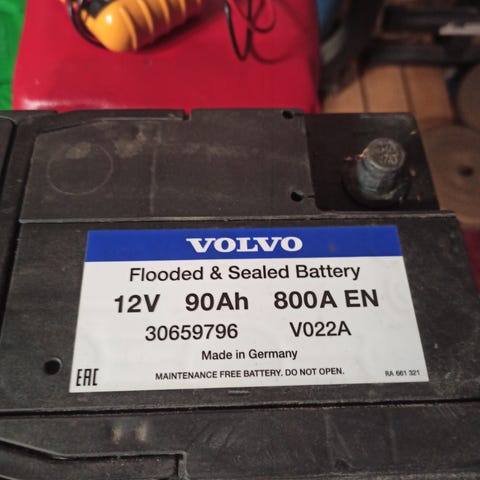 VOLVO
Flooded & Sealed Battery
12V 90Ah 800A EN
30659796 V022A
Made in Germany
EAC MAINTENANCE FREE BATTERY. DO NOT OPEN. RA 661 321